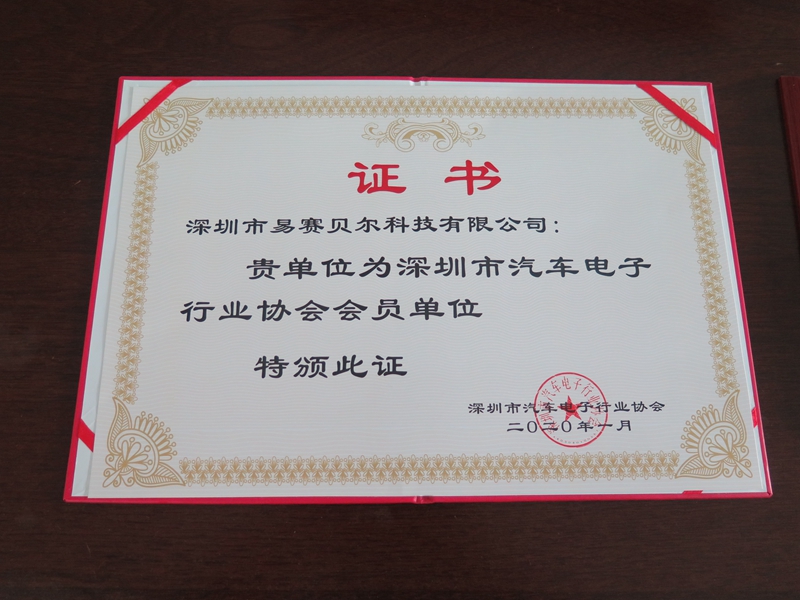 证书
深圳市易赛贝尔科技有限公司：
贵单位为深圳市汽车电子
行业协会会员单位
特颁此证
深圳市汽车电子行业协会
二〇二〇年一月